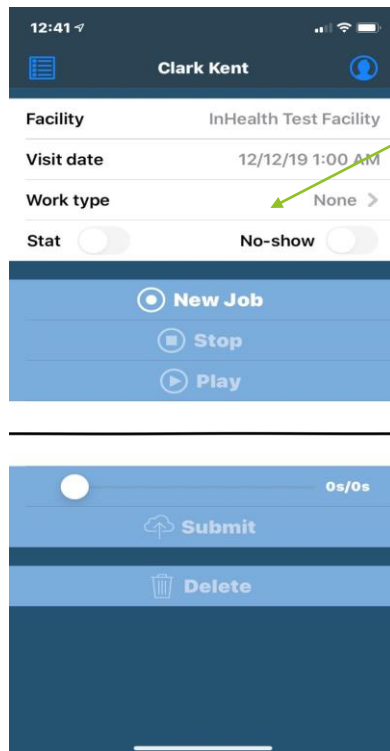 12:41
Clark Kent
Facility InHealth Test Facility
Visit date 12/12/19 1:00 AM
Work type None >
Stat No-show
New Job
Stop
Play
0s/0s
Submit
Delete